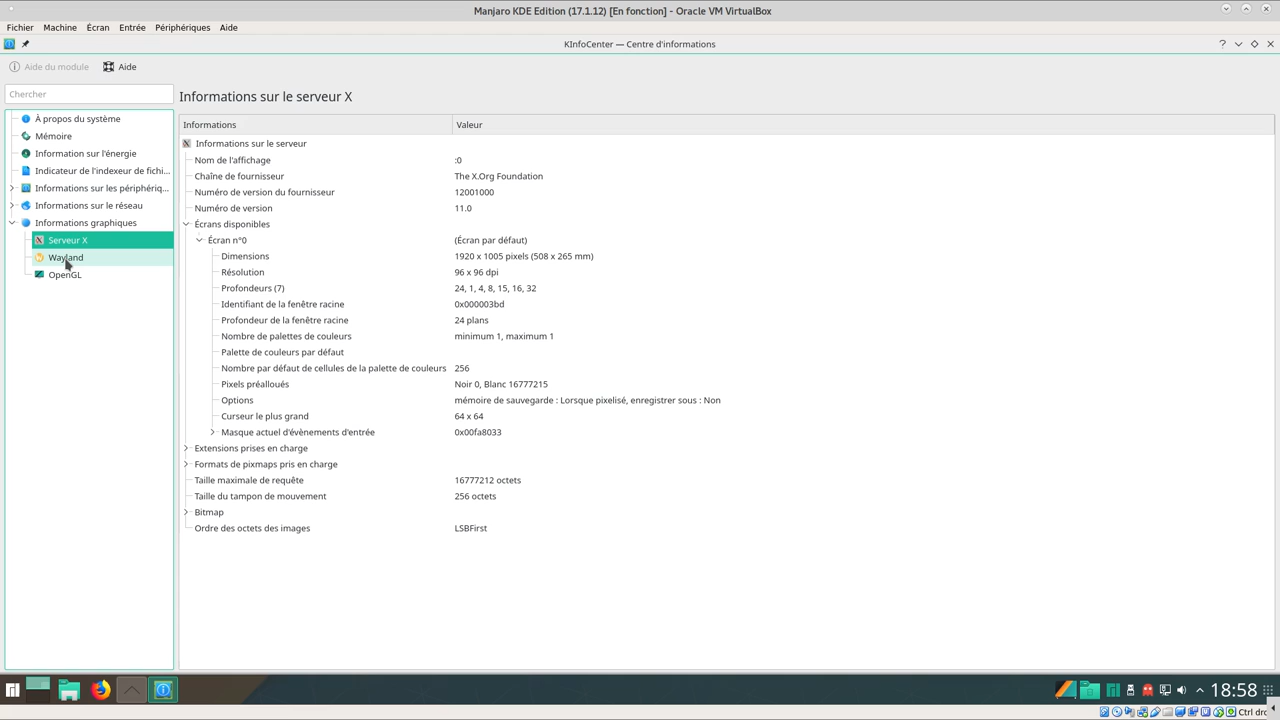 Manjaro KDE Edition (17.1.12) [En fonction] - Oracle VM VirtualBox
Fichier Machine Écran Entrée Périphériques Aide
KInfoCenter — Centre d'informations
Aide du module Aide
Chercher
Informations sur le serveur X
À propos du système
Mémoire
Information sur l'énergie
Indicateur de l'indexeur de fichi...
Informations sur les périphériq...
Informations sur le réseau
Informations graphiques
Serveur X
Wayland
OpenGL
Informations Valeur
Informations sur le serveur
Nom de l'affichage :0
Chaîne de fournisseur The X.Org Foundation
Numéro de version du fournisseur 12001000
Numéro de version 11.0
Écrans disponibles
Écran n°0 (Écran par défaut)
Dimensions 1920 x 1005 pixels (508 x 265 mm)
Résolution 96 x 96 dpi
Profondeurs (7) 24, 1, 4, 8, 15, 16, 32
Identifiant de la fenêtre racine 0x000003bd
Profondeur de la fenêtre racine 24 plans
Nombre de palettes de couleurs minimum 1, maximum 1
Palette de couleurs par défaut
Nombre par défaut de cellules de la palette de couleurs 256
Pixels préalloués Noir 0, Blanc 16777215
Options mémoire de sauvegarde : Lorsque pixelisé, enregistrer sous : Non
Curseur le plus grand 64 x 64
Masque actuel d'évènements d'entrée 0x00fa8033
Extensions prises en charge
Formats de pixmaps pris en charge
Taille maximale de requête 16777212 octets
Taille du tampon de mouvement 256 octets
Bitmap
Ordre des octets des images LSBFirst
18:58
Ctrl dro